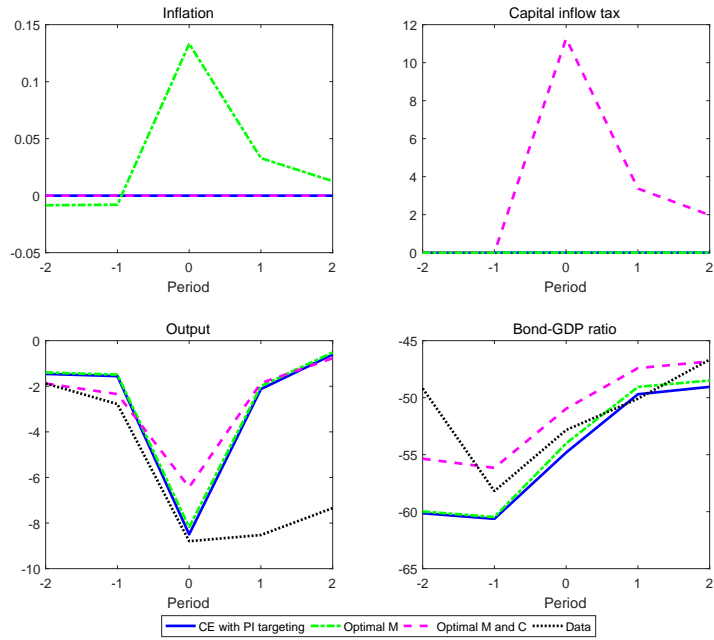 Inflation
Capital inflow tax
0.15
0.1
0.05
0
-0.05
-2 -1 0 1 2
Period
12
10
8
6
4
2
0
-2 -1 0 1 2
Period
Output
Bond-GDP ratio
0
-2
-4
-6
-8
-10
-2 -1 0 1 2
Period
-45
-50
-55
-60
-65
-2 -1 0 1 2
Period
CE with PI targeting Optimal M Optimal M and C Data